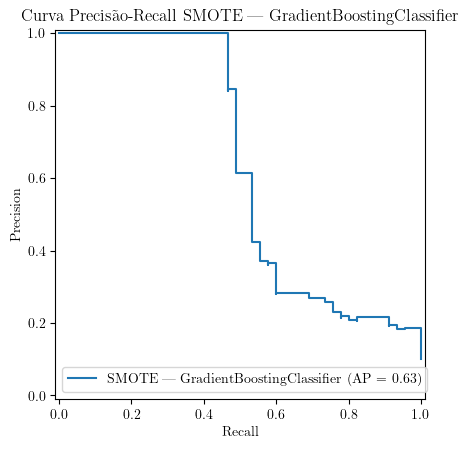 Curva Precisão-Recall SMOTE — GradientBoostingClassifier
1.0
0.8
0.6
0.4
0.2
0.0
Precision
SMOTE — GradientBoostingClassifier (AP = 0.63)
0.0 0.2 0.4 0.6 0.8 1.0
Recall